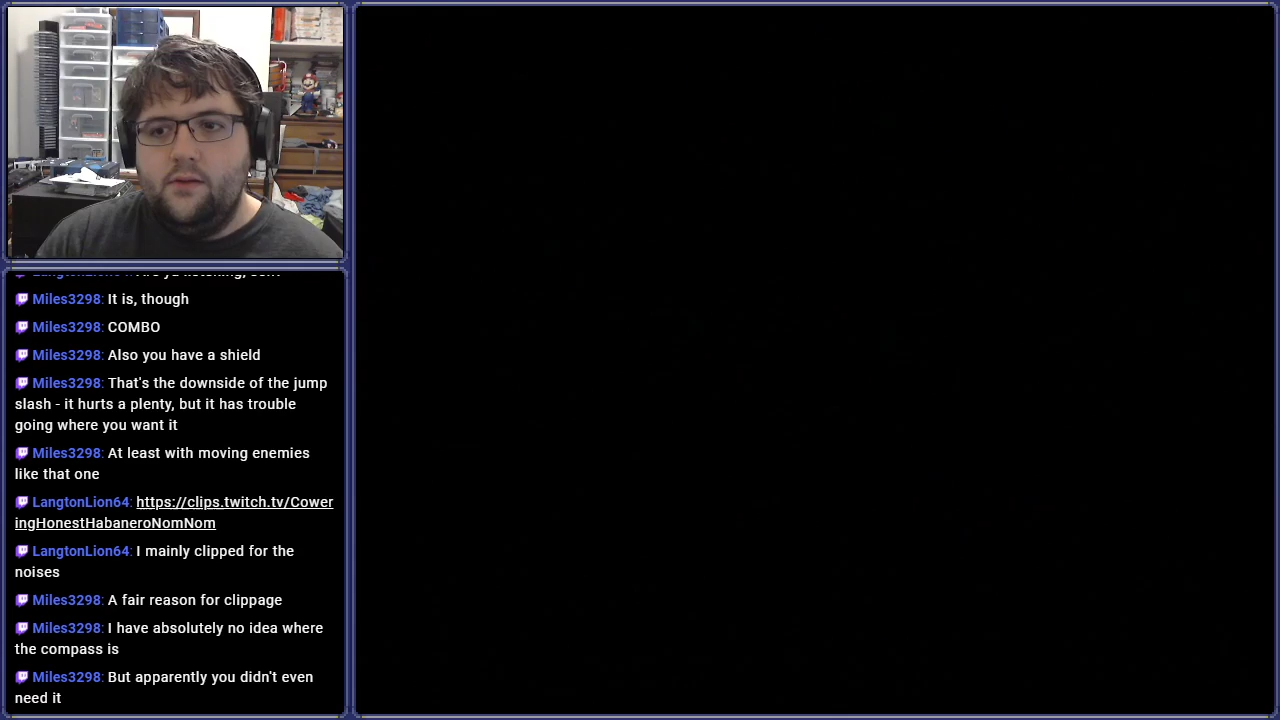 Miles3298: It is, though
Miles3298: COMBO
Miles3298: Also you have a shield
Miles3298: That's the downside of the jump
slash - it hurts a plenty, but it has trouble
going where you want it
Miles3298: At least with moving enemies
like that one
LangtonLion64: https://clips.twitch.tv/Cower
ingHonestHabaneroNomNom
LangtonLion64: I mainly clipped for the
noises
Miles3298: A fair reason for clippage
Miles3298: I have absolutely no idea where
the compass is
Miles3298: But apparently you didn't even
need it